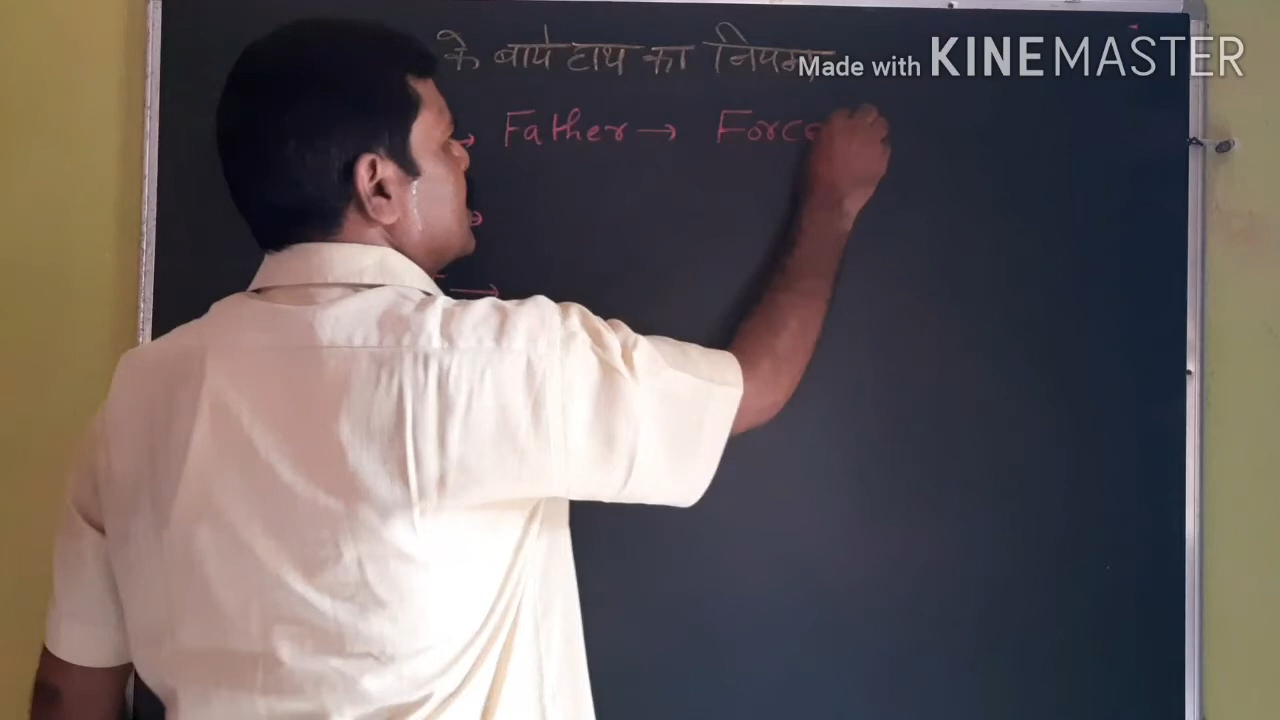 के बाये हाथ का नियम
Made with KINEMASTER
→ Father → Force
→